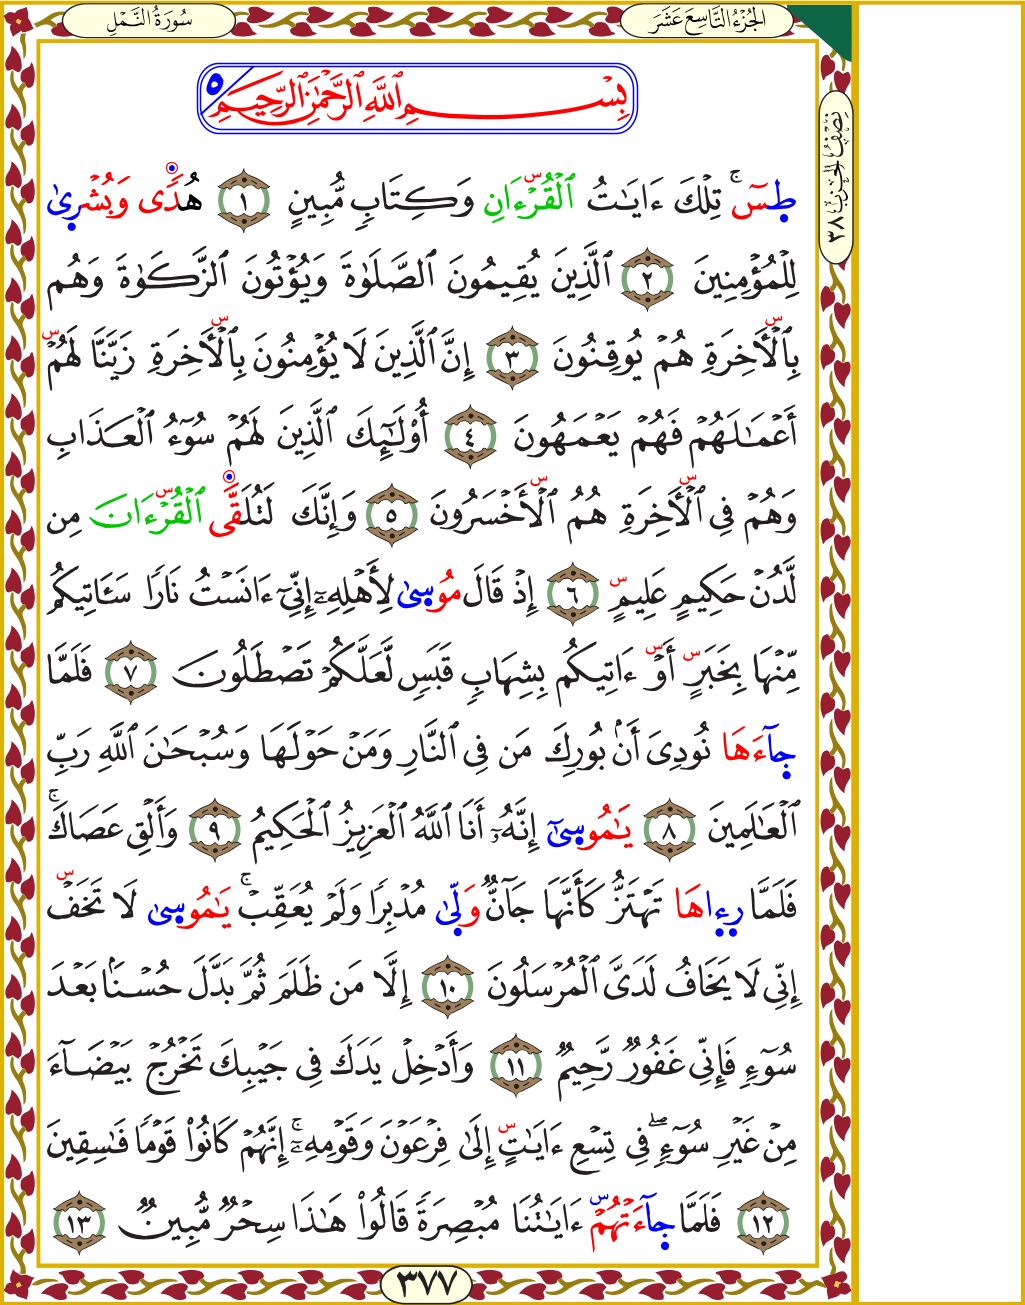 سُورَةُ النَّمْلِ
الجُزْءُ التَّاسِعَ عَشَرَ
نِصْفُ الحِزْبِ ٣٨
بِسْمِ ٱللَّهِ ٱلرَّحْمَٰنِ ٱلرَّحِيمِ ٥
طسٓۚ تِلْكَ ءَايَٰتُ ٱلْقُرْءَانِ وَكِتَابٍ مُّبِينٍ ١ هُدًى وَبُشْرَىٰ
لِلْمُؤْمِنِينَ ٢ ٱلَّذِينَ يُقِيمُونَ ٱلصَّلَوٰةَ وَيُؤْتُونَ ٱلزَّكَوٰةَ وَهُم
بِٱلْأَخِرَةِ هُمْ يُوقِنُونَ ٣ إِنَّ ٱلَّذِينَ لَا يُؤْمِنُونَ بِٱلْأَخِرَةِ زَيَّنَّا لَهُمْ
أَعْمَٰلَهُمْ فَهُمْ يَعْمَهُونَ ٤ أُو۟لَٰٓئِكَ ٱلَّذِينَ لَهُمْ سُوٓءُ ٱلْعَذَابِ
وَهُمْ فِى ٱلْأَخِرَةِ هُمُ ٱلْأَخْسَرُونَ ٥ وَإِنَّكَ لَتُلَقَّى ٱلْقُرْءَانَ مِن
لَّدُنْ حَكِيمٍ عَلِيمٍ ٦ إِذْ قَالَ مُوسَىٰ لِأَهْلِهِۦٓ إِنِّىٓ ءَانَسْتُ نَارًا سَـَٔاتِيكُم
مِّنْهَا بِخَبَرٍ أَوْ ءَاتِيكُم بِشِهَابٍ قَبَسٍ لَّعَلَّكُمْ تَصْطَلُونَ ٧ فَلَمَّا
جَآءَهَا نُودِىَ أَنۢ بُورِكَ مَن فِى ٱلنَّارِ وَمَنْ حَوْلَهَا وَسُبْحَٰنَ ٱللَّهِ رَبِّ
ٱلْعَٰلَمِينَ ٨ يَٰمُوسَىٰٓ إِنَّهُۥٓ أَنَا ٱللَّهُ ٱلْعَزِيزُ ٱلْحَكِيمُ ٩ وَأَلْقِ عَصَاكَۚ
فَلَمَّا رَءَاهَا تَهْتَزُّ كَأَنَّهَا جَآنٌّ وَلَّىٰ مُدْبِرًا وَلَمْ يُعَقِّبْۚ يَٰمُوسَىٰ لَا تَخَفْ
إِنِّى لَا يَخَافُ لَدَىَّ ٱلْمُرْسَلُونَ ١٠ إِلَّا مَن ظَلَمَ ثُمَّ بَدَّلَ حُسْنًۢا بَعْدَ
سُوٓءٍ فَإِنِّى غَفُورٌ رَّحِيمٌ ١١ وَأَدْخِلْ يَدَكَ فِى جَيْبِكَ تَخْرُجْ بَيْضَآءَ
مِنْ غَيْرِ سُوٓءٍۖ فِى تِسْعِ ءَايَٰتٍ إِلَىٰ فِرْعَوْنَ وَقَوْمِهِۦٓۚ إِنَّهُمْ كَانُوا۟ قَوْمًا فَٰسِقِينَ
١٢ فَلَمَّا جَآءَتْهُمْ ءَايَٰتُنَا مُبْصِرَةً قَالُوا۟ هَٰذَا سِحْرٌ مُّبِينٌ ١٣
٣٧٧